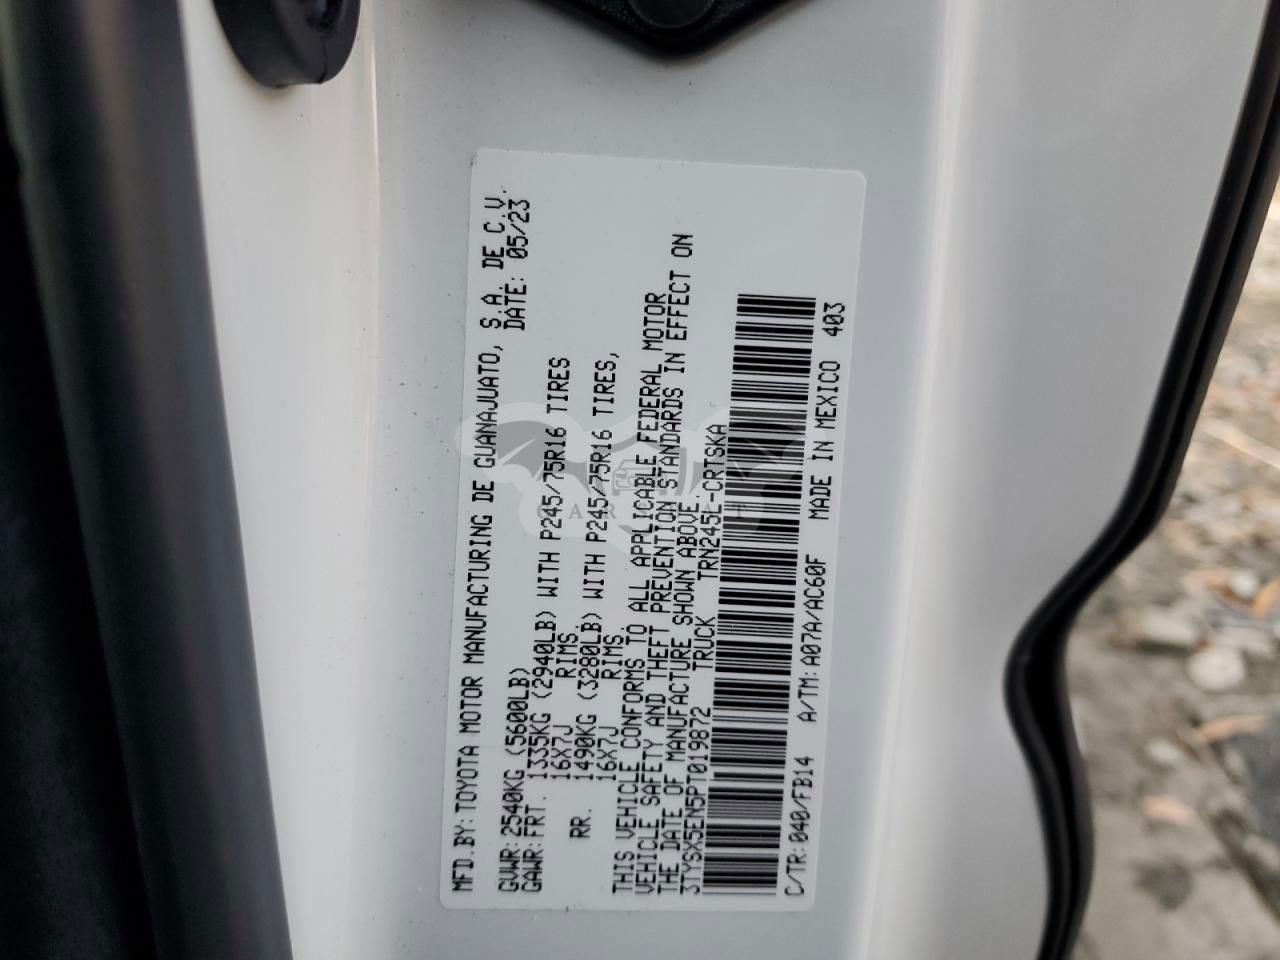 MFD.BY:TOYOTA MOTOR MANUFACTURING DE GUANAJUATO, S.A. DE C.V.
DATE: 05/23
GVWR:2540KG (5600LB)
GAWR:FRT. 1335KG (2940LB) WITH P245/75R16 TIRES
16X7J RIMS.
RR. 1490KG (3280LB) WITH P245/75R16 TIRES,
16X7J RIMS.
THIS VEHICLE CONFORMS TO ALL APPLICABLE FEDERAL MOTOR
VEHICLE SAFETY AND THEFT PREVENTION STANDARDS IN EFFECT ON
THE DATE OF MANUFACTURE SHOWN ABOVE.
3TYSX5EN5PT019872 TRUCK TRN245L-CRTSKA
C/TR:040/FB14 A/TM:A07A/AC60F MADE IN MEXICO 403